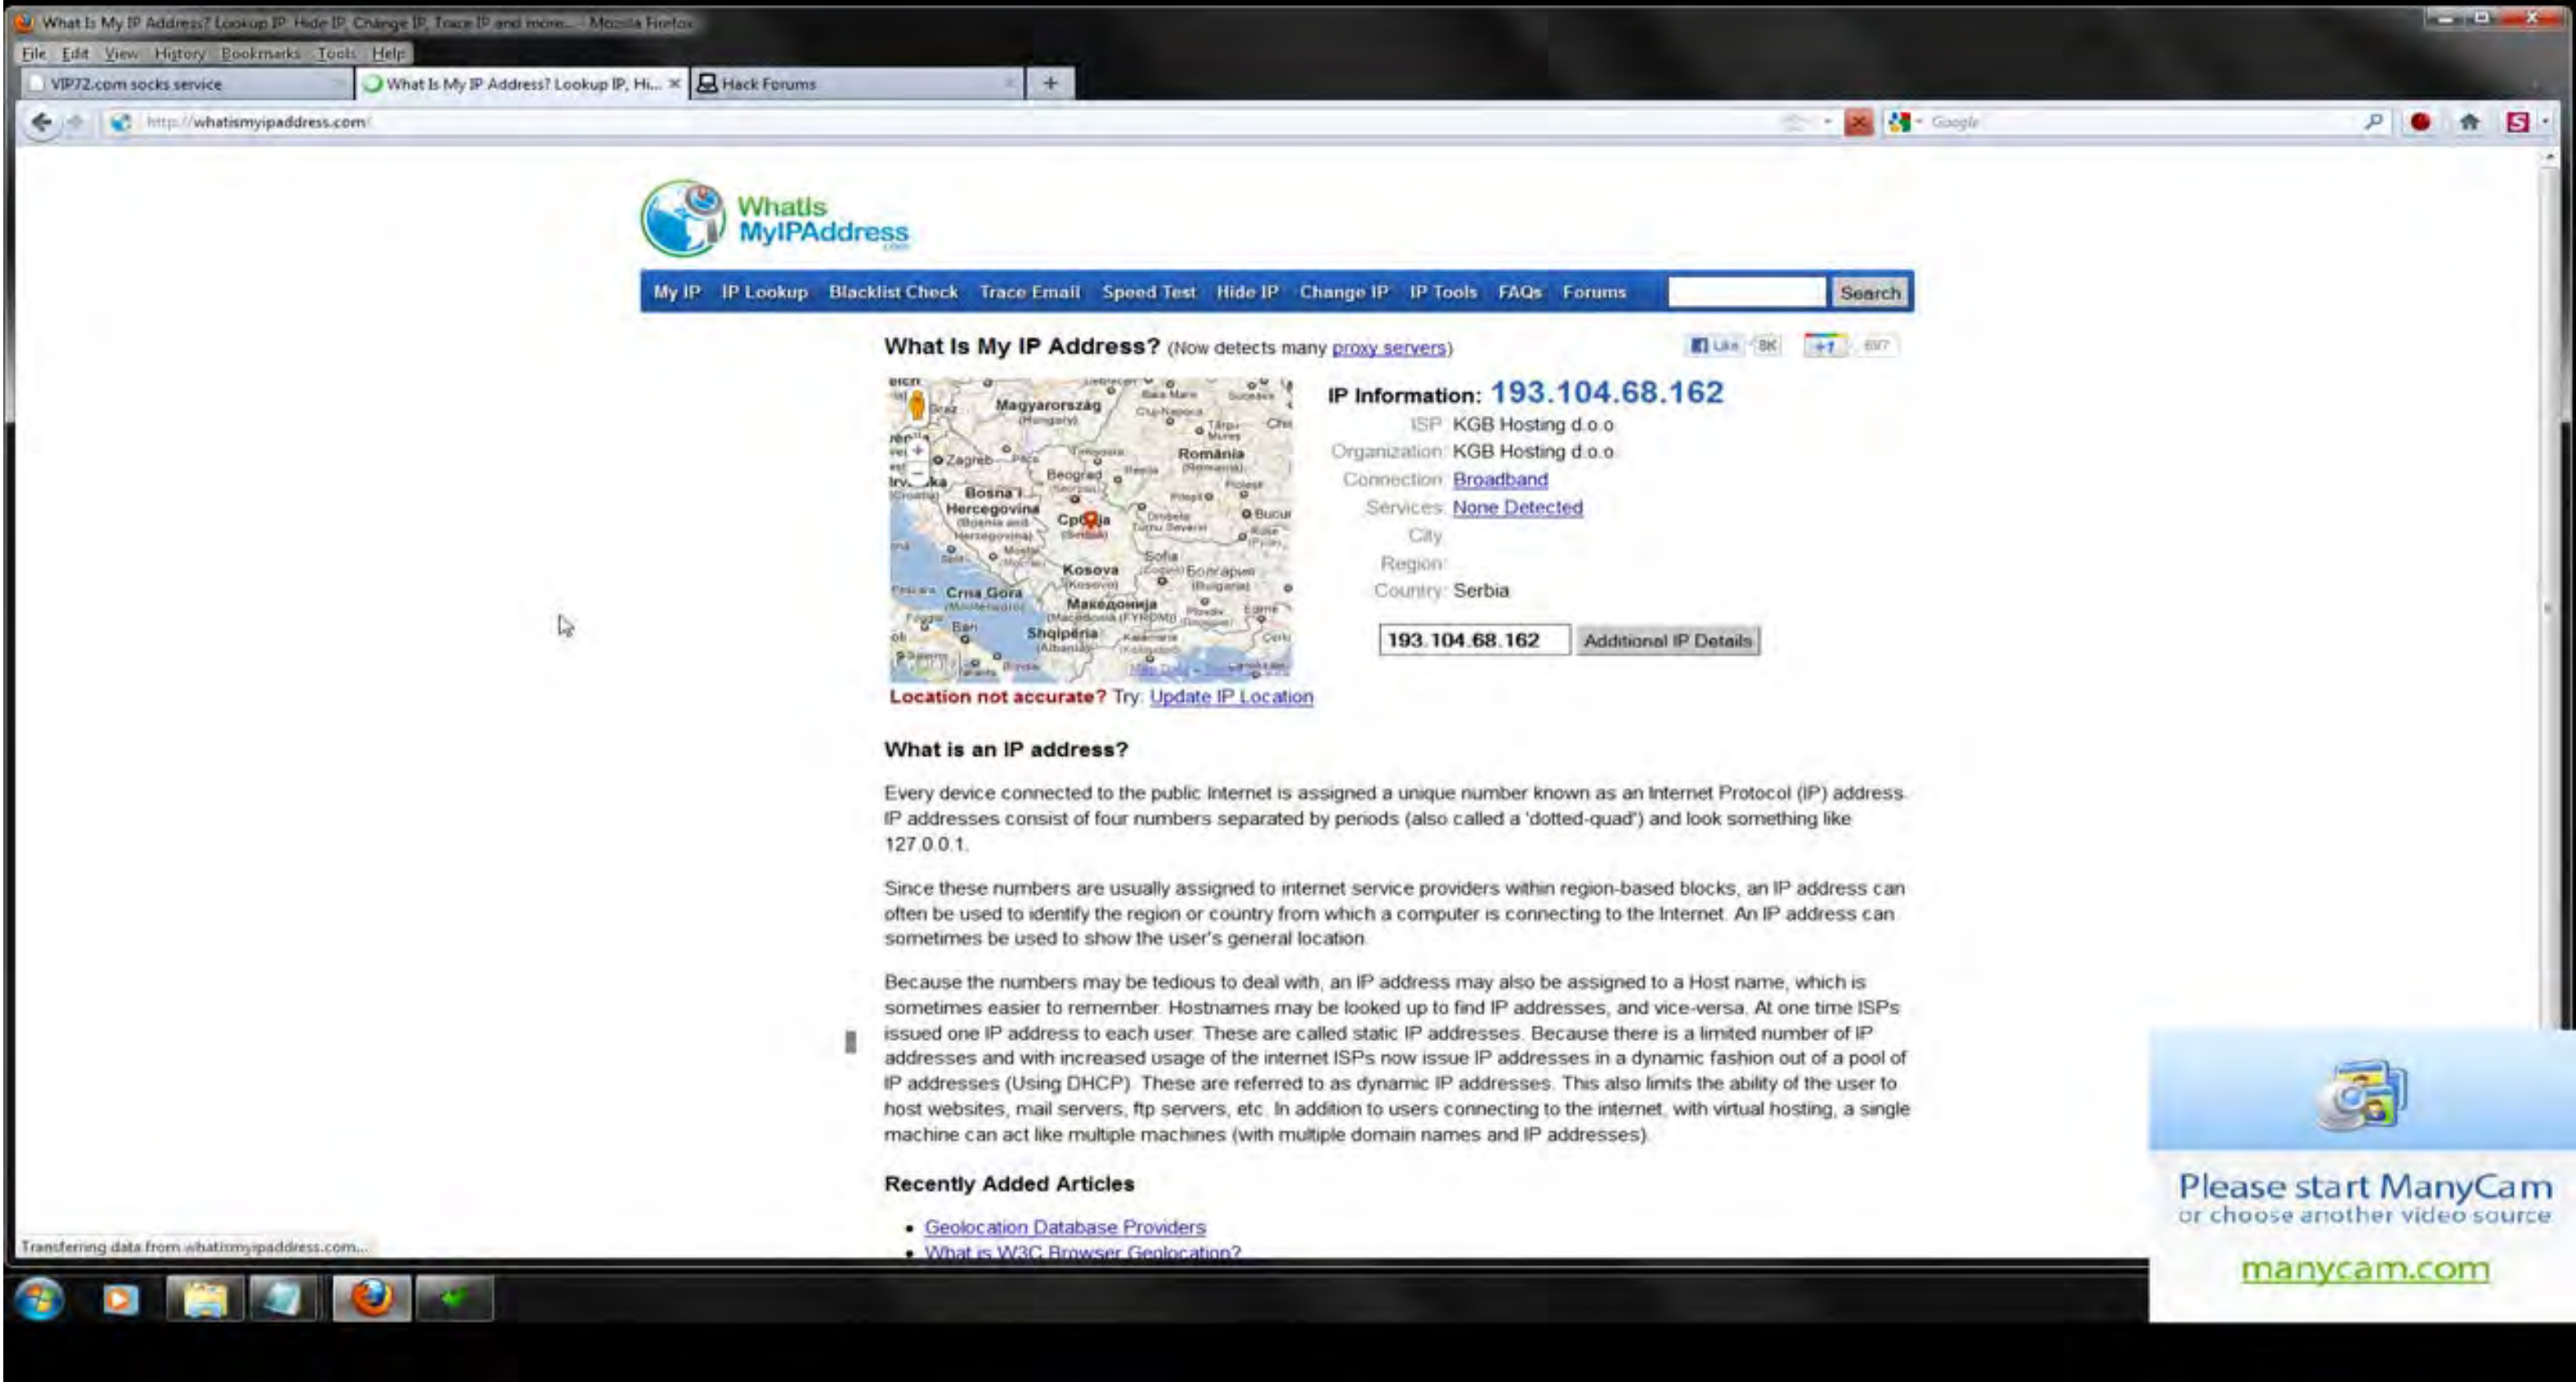 What Is My IP Address? Lookup IP, Hide IP, Change IP, Trace IP and more... - Mozilla Firefox
File Edit View History Bookmarks Tools Help
VIP72.com socks service
What Is My IP Address? Lookup IP, Hi...
Hack Forums
http://whatismyipaddress.com
Google
WhatIs
MyIPAddress
.com
My IP IP Lookup Blacklist Check Trace Email Speed Test Hide IP Change IP IP Tools FAQs Forums Search
What Is My IP Address? (Now detects many proxy servers)
Like 8K +1
Magyarország
(Hungary)
Graz
Zagreb
România
(Romania)
Beograd
Bosna i
Hercegovina
(Bosnia and
Herzegovina)
Sofia
Kosova
(Kosovo)
(Bulgaria)
Crna Gora
(Montenegro)
Македонија
Bari
Shqipëria
(Albania)
IP Information: 193.104.68.162
ISP: KGB Hosting d.o.o
Organization: KGB Hosting d.o.o
Connection: Broadband
Services: None Detected
City:
Region:
Country: Serbia
193.104.68.162 Additional IP Details
Location not accurate? Try: Update IP Location
What is an IP address?
Every device connected to the public Internet is assigned a unique number known as an Internet Protocol (IP) address.
IP addresses consist of four numbers separated by periods (also called a 'dotted-quad') and look something like
127.0.0.1.
Since these numbers are usually assigned to internet service providers within region-based blocks, an IP address can
often be used to identify the region or country from which a computer is connecting to the Internet. An IP address can
sometimes be used to show the user's general location.
Because the numbers may be tedious to deal with, an IP address may also be assigned to a Host name, which is
sometimes easier to remember. Hostnames may be looked up to find IP addresses, and vice-versa. At one time ISPs
issued one IP address to each user. These are called static IP addresses. Because there is a limited number of IP
addresses and with increased usage of the internet ISPs now issue IP addresses in a dynamic fashion out of a pool of
IP addresses (Using DHCP). These are referred to as dynamic IP addresses. This also limits the ability of the user to
host websites, mail servers, ftp servers, etc. In addition to users connecting to the internet, with virtual hosting, a single
machine can act like multiple machines (with multiple domain names and IP addresses).
Recently Added Articles
• Geolocation Database Providers
• What is W3C Browser Geolocation?
Transferring data from whatismyipaddress.com...
Please start ManyCam
or choose another video source
manycam.com